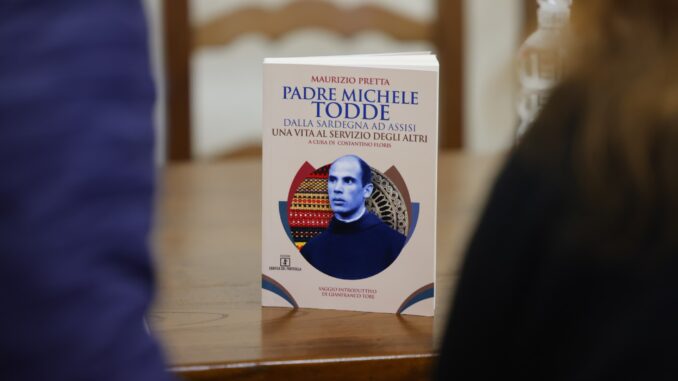 MAURIZIO PRETTA
PADRE MICHELE
TODDE
DALLA SARDEGNA AD ASSISI
UNA VITA AL SERVIZIO DEGLI ALTRI
A CURA DI COSTANTINO FLORIS
SAGGIO INTRODUTTIVO
DI GIANFRANCO TORE